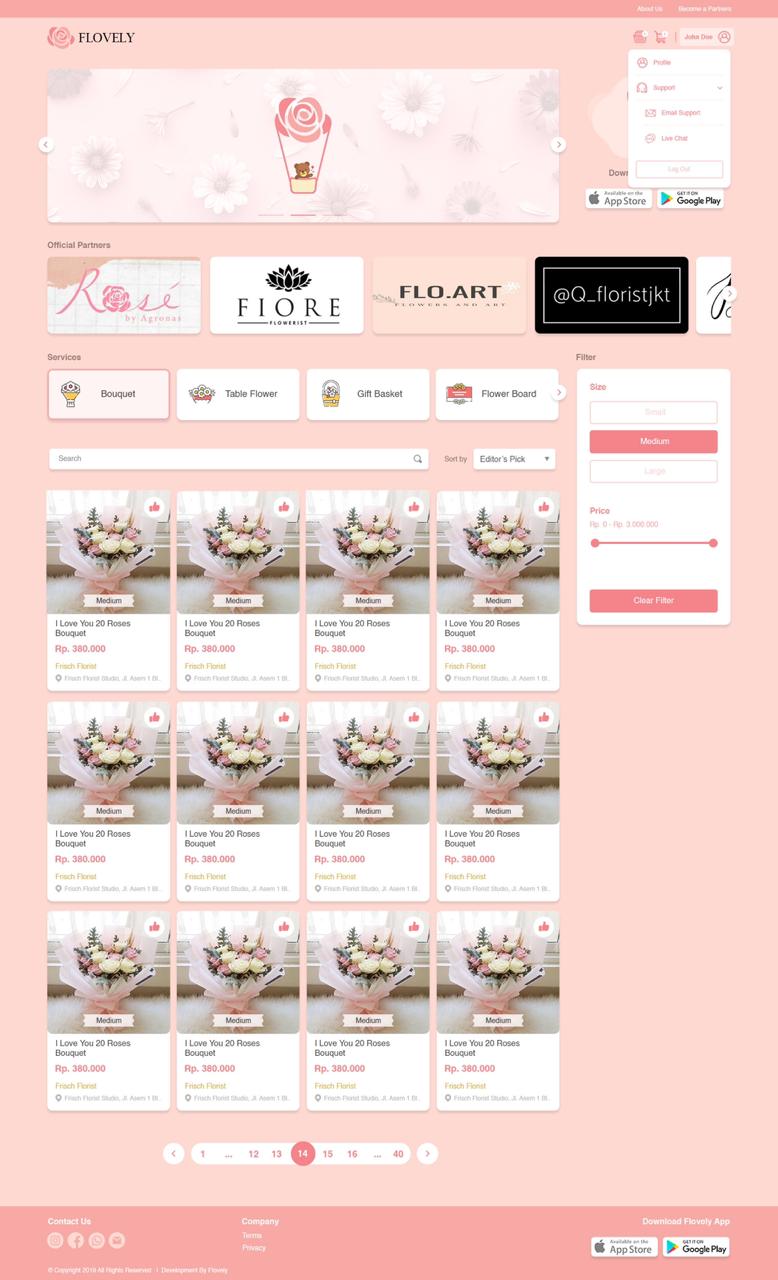 About Us
Become a Partners
FLOVELY
John Doe
Profile
Support
Email Support
Live Chat
Log Out
Available on the
App Store
GET IT ON
Google Play
Official Partners
Rosé
by Agronas
FIORE
FLOWERIST
FLO.ART
FLOWERS AND ART
@Q_floristjkt
Services
Bouquet
Table Flower
Gift Basket
Flower Board
Filter
Size
Small
Medium
Large
Price
Rp. 0 - Rp. 3.000.000
Clear Filter
Search
Sort by
Editor's Pick
Medium
I Love You 20 Roses
Bouquet
Rp. 380.000
Frisch Florist
Frisch Florist Studio, Jl. Asem 1 Bl..
Medium
I Love You 20 Roses
Bouquet
Rp. 380.000
Frisch Florist
Frisch Florist Studio, Jl. Asem 1 Bl..
Medium
I Love You 20 Roses
Bouquet
Rp. 380.000
Frisch Florist
Frisch Florist Studio, Jl. Asem 1 Bl..
Medium
I Love You 20 Roses
Bouquet
Rp. 380.000
Frisch Florist
Frisch Florist Studio, Jl. Asem 1 Bl..
Medium
I Love You 20 Roses
Bouquet
Rp. 380.000
Frisch Florist
Frisch Florist Studio, Jl. Asem 1 Bl..
Medium
I Love You 20 Roses
Bouquet
Rp. 380.000
Frisch Florist
Frisch Florist Studio, Jl. Asem 1 Bl..
Medium
I Love You 20 Roses
Bouquet
Rp. 380.000
Frisch Florist
Frisch Florist Studio, Jl. Asem 1 Bl..
Medium
I Love You 20 Roses
Bouquet
Rp. 380.000
Frisch Florist
Frisch Florist Studio, Jl. Asem 1 Bl..
Medium
I Love You 20 Roses
Bouquet
Rp. 380.000
Frisch Florist
Frisch Florist Studio, Jl. Asem 1 Bl..
Medium
I Love You 20 Roses
Bouquet
Rp. 380.000
Frisch Florist
Frisch Florist Studio, Jl. Asem 1 Bl..
Medium
I Love You 20 Roses
Bouquet
Rp. 380.000
Frisch Florist
Frisch Florist Studio, Jl. Asem 1 Bl..
Medium
I Love You 20 Roses
Bouquet
Rp. 380.000
Frisch Florist
Frisch Florist Studio, Jl. Asem 1 Bl..
1 ... 12 13 14 15 16 ... 40
Contact Us
Company
Terms
Privacy
Download Flovely App
Available on the
App Store
GET IT ON
Google Play
© Copyright 2019 All Rights Reserved | Development By Flovely